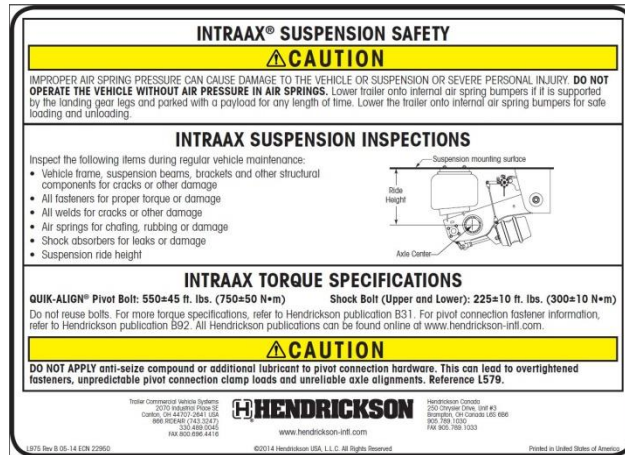 INTRAAX® SUSPENSION SAFETY
⚠CAUTION
IMPROPER AIR SPRING PRESSURE CAN CAUSE DAMAGE TO THE VEHICLE OR SUSPENSION OR SEVERE PERSONAL INJURY. DO NOT
OPERATE THE VEHICLE WITHOUT AIR PRESSURE IN AIR SPRINGS. Lower trailer onto internal air spring bumpers if it is supported
by the landing gear legs and parked with a payload for any length of time. Lower the trailer onto internal air spring bumpers for safe
loading and unloading.
INTRAAX SUSPENSION INSPECTIONS
Inspect the following items during regular vehicle maintenance:
• Vehicle frame, suspension beams, brackets and other structural
components for cracks or other damage
• All fasteners for proper torque or damage
• All welds for cracks or other damage
• Air springs for chafing, rubbing or damage
• Shock absorbers for leaks or damage
• Suspension ride height
Suspension mounting surface
Ride
Height
Axle Center
INTRAAX TORQUE SPECIFICATIONS
QUIK-ALIGN® Pivot Bolt: 550±45 ft. lbs. (750±50 N•m) Shock Bolt (Upper and Lower): 225±10 ft. lbs. (300±10 N•m)
Do not reuse bolts. For more torque specifications, refer to Hendrickson publication B31. For pivot connection fastener information,
refer to Hendrickson publication B92. All Hendrickson publications can be found online at www.hendrickson-intl.com.
⚠CAUTION
DO NOT APPLY anti-seize compound or additional lubricant to pivot connection hardware. This can lead to overtightened
fasteners, unpredictable pivot connection clamp loads and unreliable axle alignments. Reference L579.
Trailer Commercial Vehicle Systems
2070 Industrial Place SE
Canton, OH 44707-2641 USA
866.RIDEAIR (743.3247)
330.489.0045
FAX 800.696.4416
HENDRICKSON
www.hendrickson-intl.com
Hendrickson Canada
250 Chrysler Drive, Unit #3
Brampton, ON Canada L6S 6B6
905.789.1030
FAX 905.789.1033
L975 Rev B 05-14 ECN 22950
©2014 Hendrickson USA, L.L.C. All Rights Reserved
Printed in United States of America